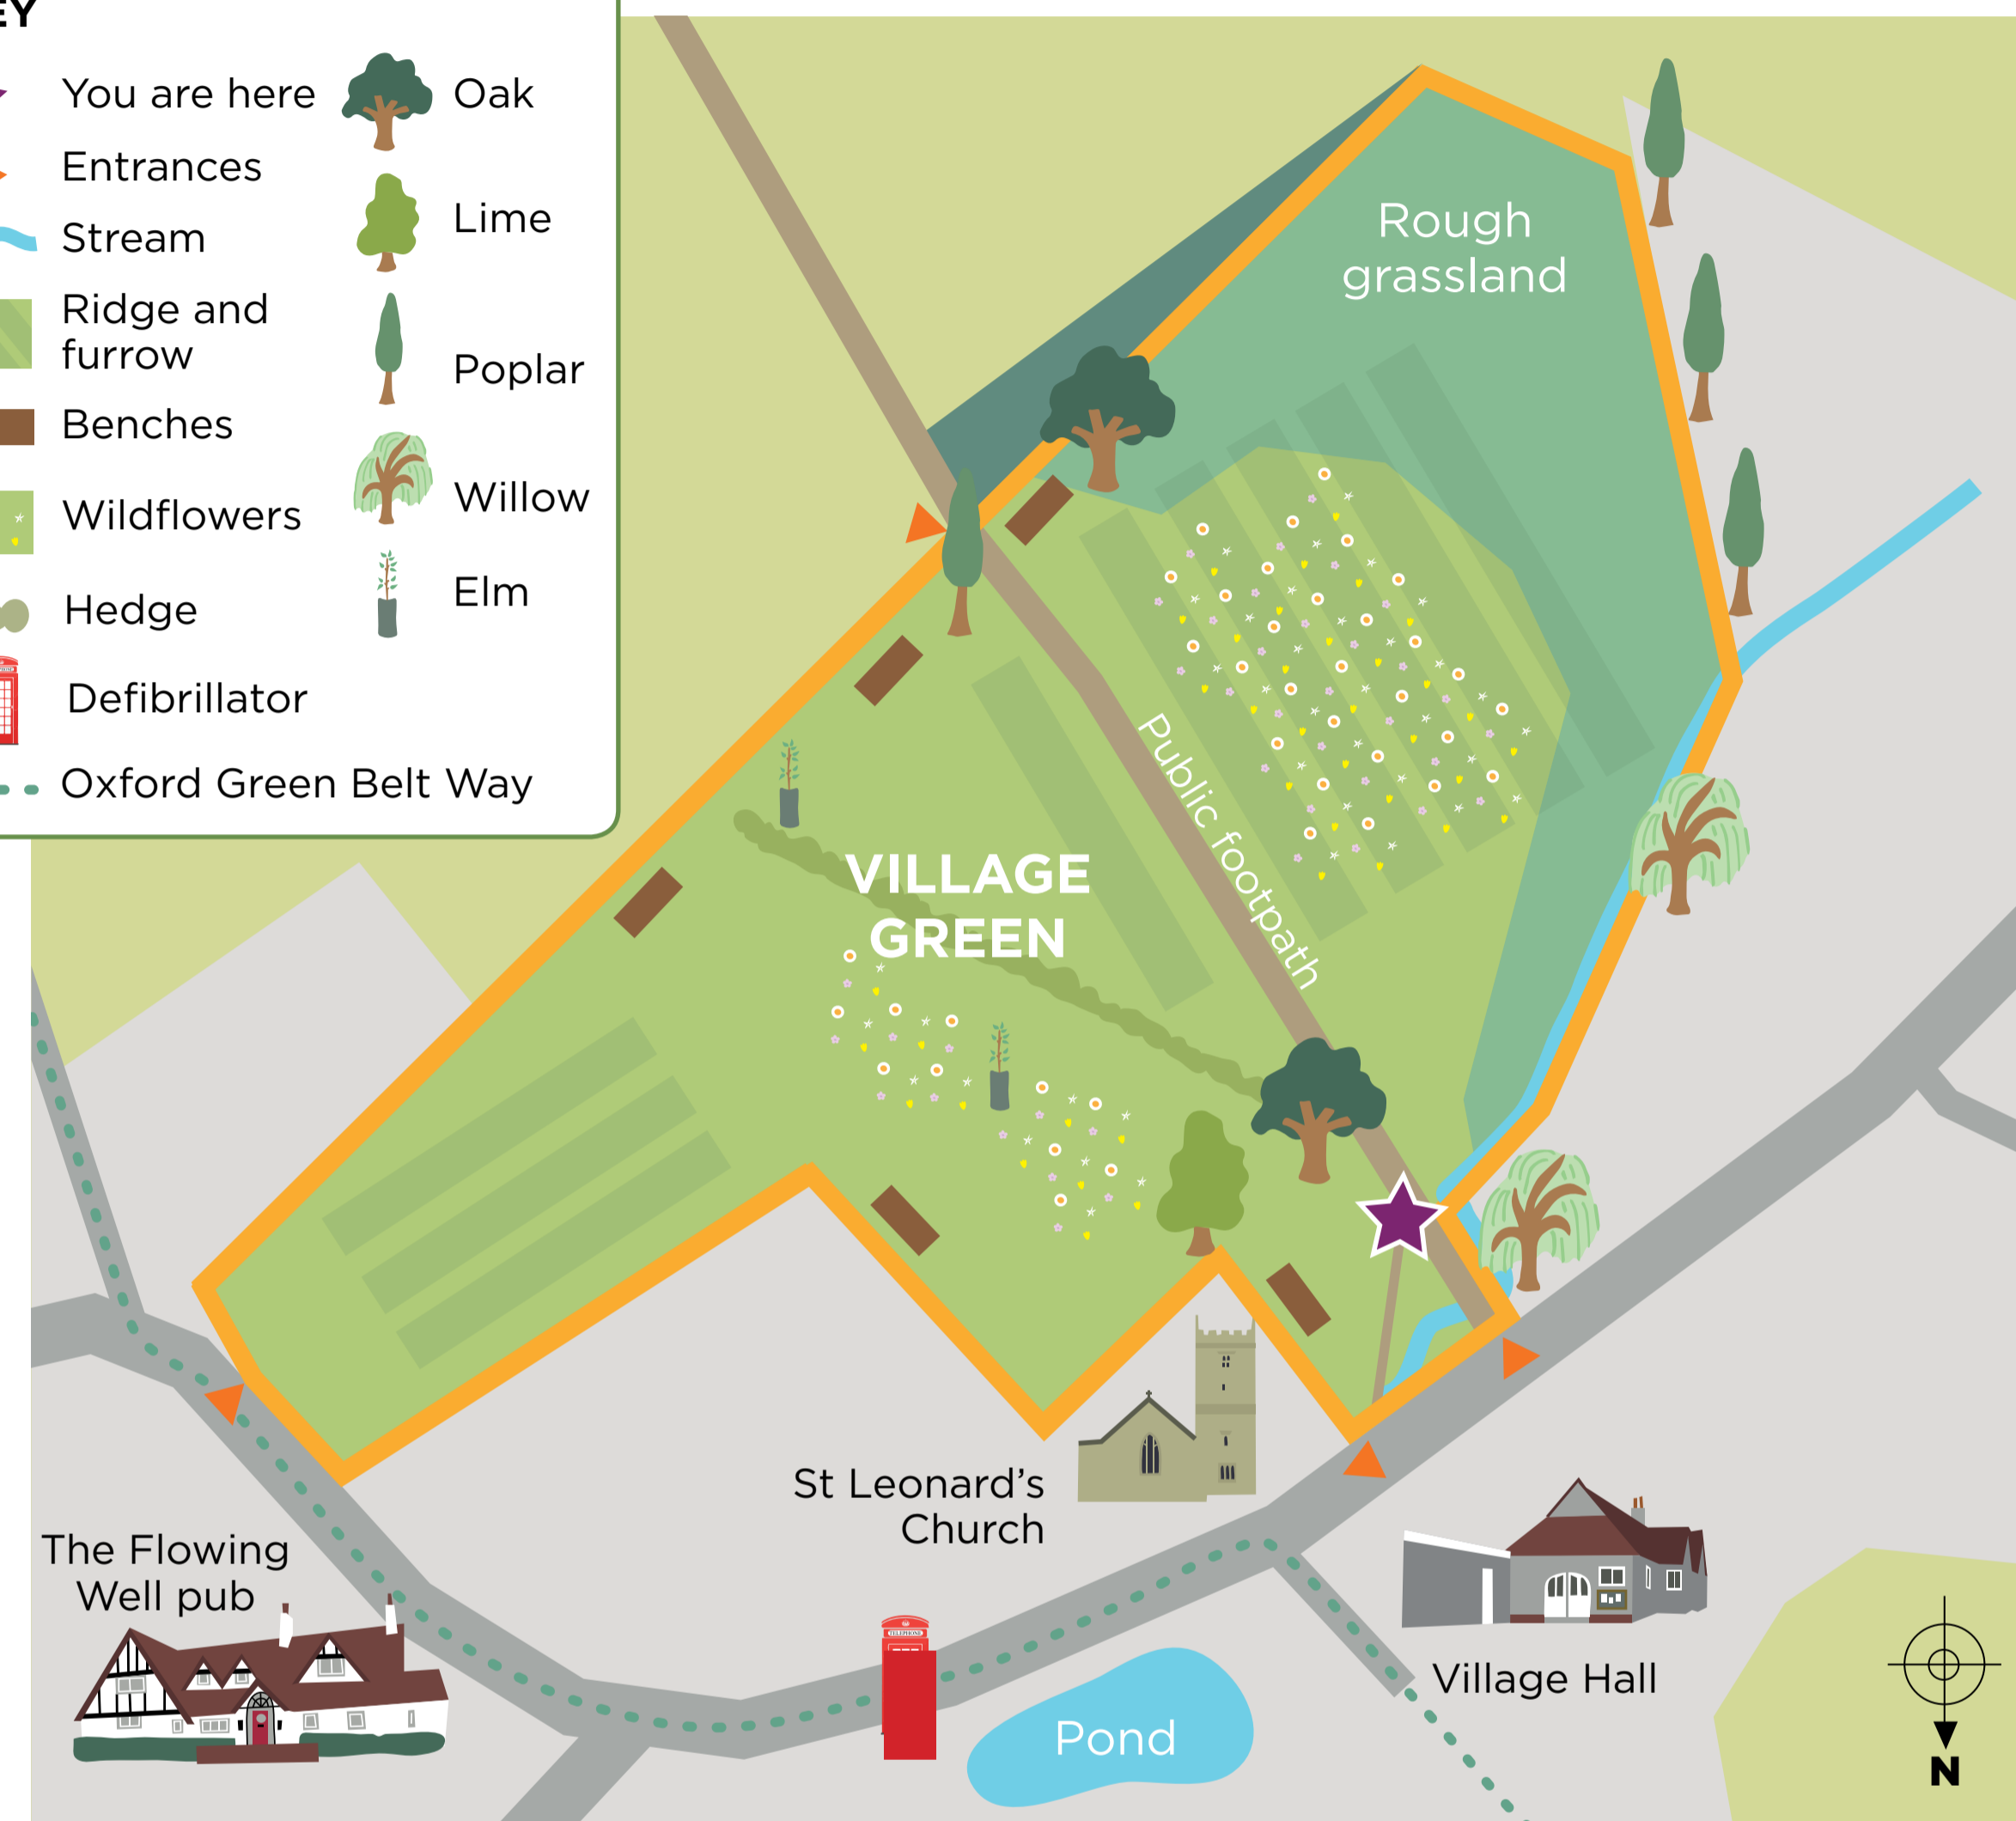 EY
You are here
Entrances
Stream
Ridge and
furrow
Benches
Wildflowers
Hedge
Defibrillator
Oxford Green Belt Way
Oak
Lime
Poplar
Willow
Elm
Rough
grassland
Public footpath
VILLAGE
GREEN
St Leonard’s
Church
The Flowing
Well pub
TELEPHONE
Pond
Village Hall
N